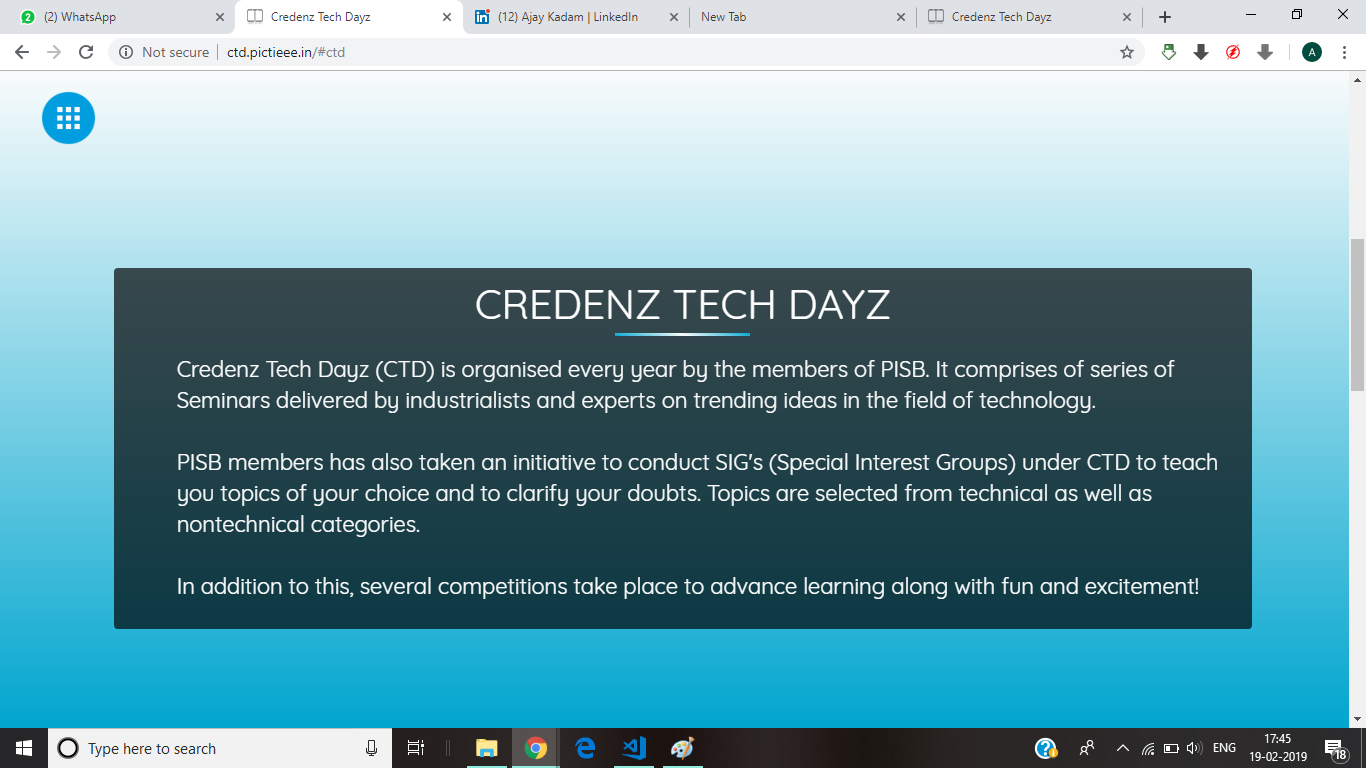 (2) WhatsApp
Credenz Tech Dayz
(12) Ajay Kadam | LinkedIn
New Tab
Credenz Tech Dayz
Not secure | ctd.pictieee.in/#ctd
A
CREDENZ TECH DAYZ
Credenz Tech Dayz (CTD) is organised every year by the members of PISB. It comprises of series of
Seminars delivered by industrialists and experts on trending ideas in the field of technology.
PISB members has also taken an initiative to conduct SIG's (Special Interest Groups) under CTD to teach
you topics of your choice and to clarify your doubts. Topics are selected from technical as well as
nontechnical categories.
In addition to this, several competitions take place to advance learning along with fun and excitement!
Type here to search
ENG
17:45
19-02-2019
18